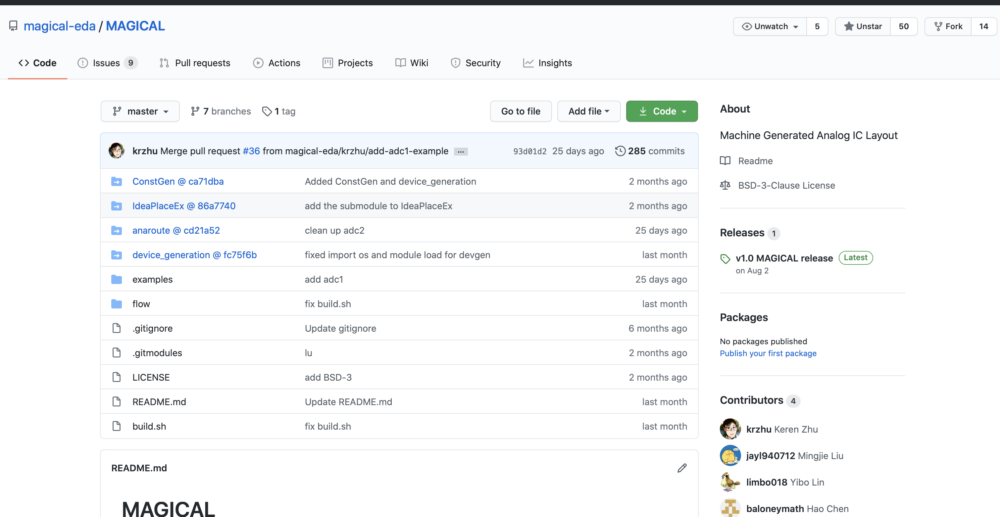 magical-eda / MAGICAL
Unwatch 5 Unstar 50 Fork 14
Code Issues 9 Pull requests Actions Projects Wiki Security Insights
master 7 branches 1 tag Go to file Add file Code
krzhu Merge pull request #36 from magical-eda/krzhu/add-adc1-example ... 93d01d2 25 days ago 285 commits
ConstGen @ ca71dba Added ConstGen and device_generation 2 months ago
IdeaPlaceEx @ 86a7740 add the submodule to IdeaPlaceEx 2 months ago
anaroute @ cd21a52 clean up adc2 25 days ago
device_generation @ fc75f6b fixed import os and module load for devgen last month
examples add adc1 25 days ago
flow fix build.sh last month
.gitignore Update gitignore 6 months ago
.gitmodules lu 2 months ago
LICENSE add BSD-3 2 months ago
README.md Update README.md last month
build.sh fix build.sh last month
README.md
MAGICAL
About
Machine Generated Analog IC Layout
Readme
BSD-3-Clause License
Releases 1
v1.0 MAGICAL release Latest
on Aug 2
Packages
No packages published
Publish your first package
Contributors 4
krzhu Keren Zhu
jayl940712 Mingjie Liu
limbo018 Yibo Lin
baloneymath Hao Chen